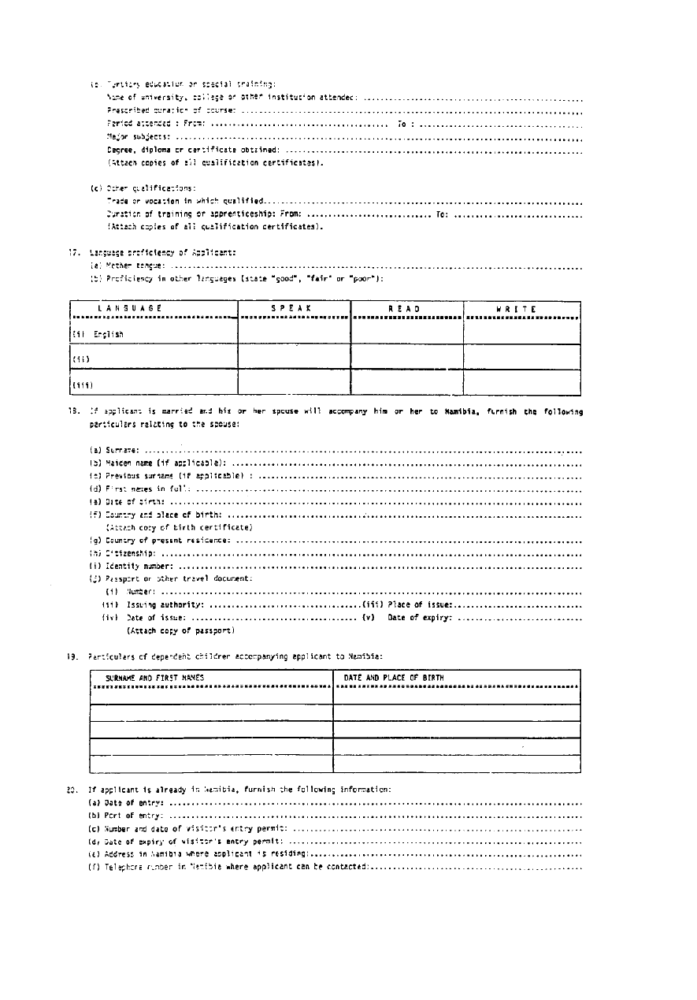 (b) Tertiary education or special training:
Name of university, college or other institution attended: ..................................................
Prescribed duration of course: ..............................................................................
Period attended : From: ........................................ To : .....................................
Major subjects: .............................................................................................
Degree, diploma or certificate obtained: ....................................................................
(Attach copies of all qualification certificates).
(c) Other qualifications:
Trade or vocation in which qualified.........................................................................
Duration of training or apprenticeship: From: ............................ To: .............................
(Attach copies of all qualification certificates).
17. Language proficiency of Applicant:
(a) Mother tongue: ..............................................................................................
(b) Proficiency in other languages (state "good", "fair" or "poor"):
LANGUAGE SPEAK READ WRITE
(i) English
(ii)
(iii)
18. If applicant is married and his or her spouse will accompany him or her to Namibia, furnish the following
particulars relating to the spouse:
(a) Surname: ....................................................................................................
(b) Maiden name (if applicable): ................................................................................
(c) Previous surname (if applicable) : ..........................................................................
(d) First names in full: ........................................................................................
(e) Date of birth: ..............................................................................................
(f) Country and place of birth: .................................................................................
(Attach copy of birth certificate)
(g) Country of present residence: ...............................................................................
(h) Citizenship: ................................................................................................
(i) Identity number: ............................................................................................
(j) Passport or other travel document:
(i) Number: .................................................................................................
(ii) Issuing authority: ...................................(iii) Place of issue:..............................
(iv) Date of issue: ...................................... (v) Date of expiry: .............................
(Attach copy of passport)
19. Particulars of dependent children accompanying applicant to Namibia:
SURNAME AND FIRST NAMES DATE AND PLACE OF BIRTH
20. If applicant is already in Namibia, furnish the following information:
(a) Date of entry: ..............................................................................................
(b) Port of entry: ..............................................................................................
(c) Number and date of visitor's entry permit: ..................................................................
(d) Date of expiry of visitor's entry permit: ...................................................................
(e) Address in Namibia where applicant is residing:..............................................................
(f) Telephone number in Namibia where applicant can be contacted:................................................